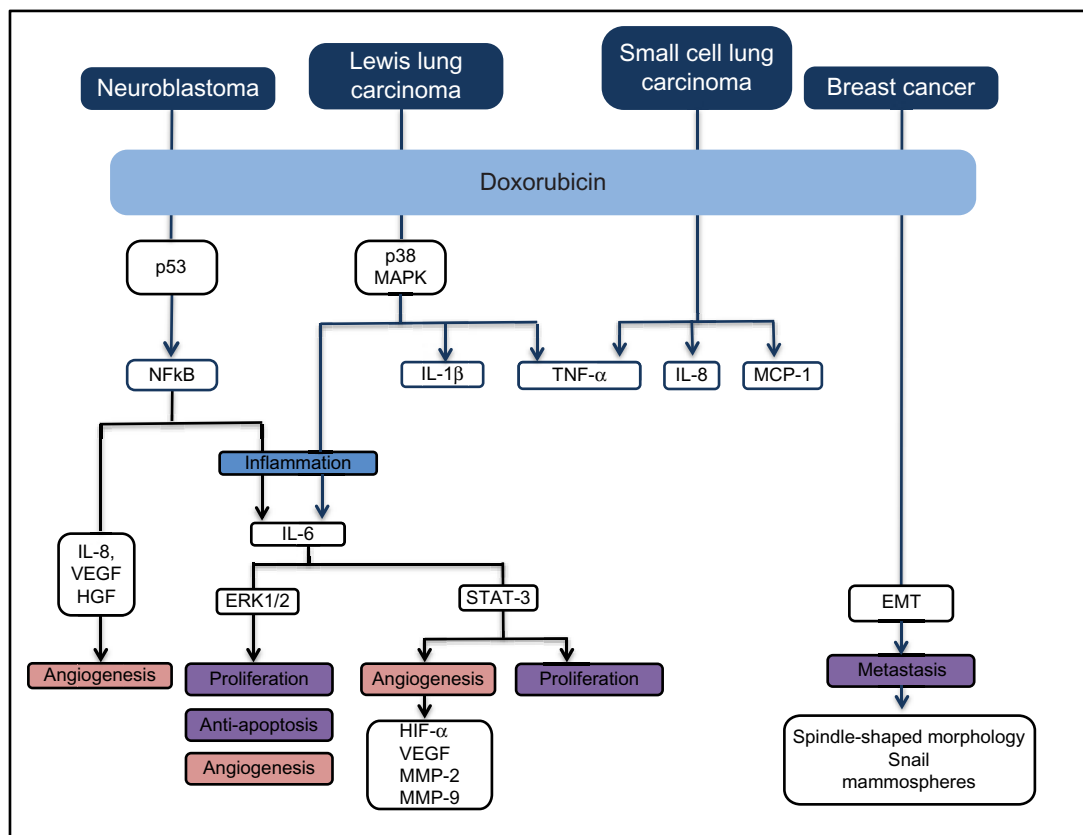 Neuroblastoma
Lewis lung
carcinoma
Small cell lung
carcinoma
Breast cancer
Doxorubicin
p53
p38
MAPK
NFkB
IL-1β
TNF-α
IL-8
MCP-1
Inflammation
IL-6
IL-8,
VEGF
HGF
ERK1/2
STAT-3
EMT
Angiogenesis
Proliferation
Angiogenesis
Proliferation
Metastasis
Anti-apoptosis
Angiogenesis
HIF-α
VEGF
MMP-2
MMP-9
Spindle-shaped morphology
Snail
mammospheres